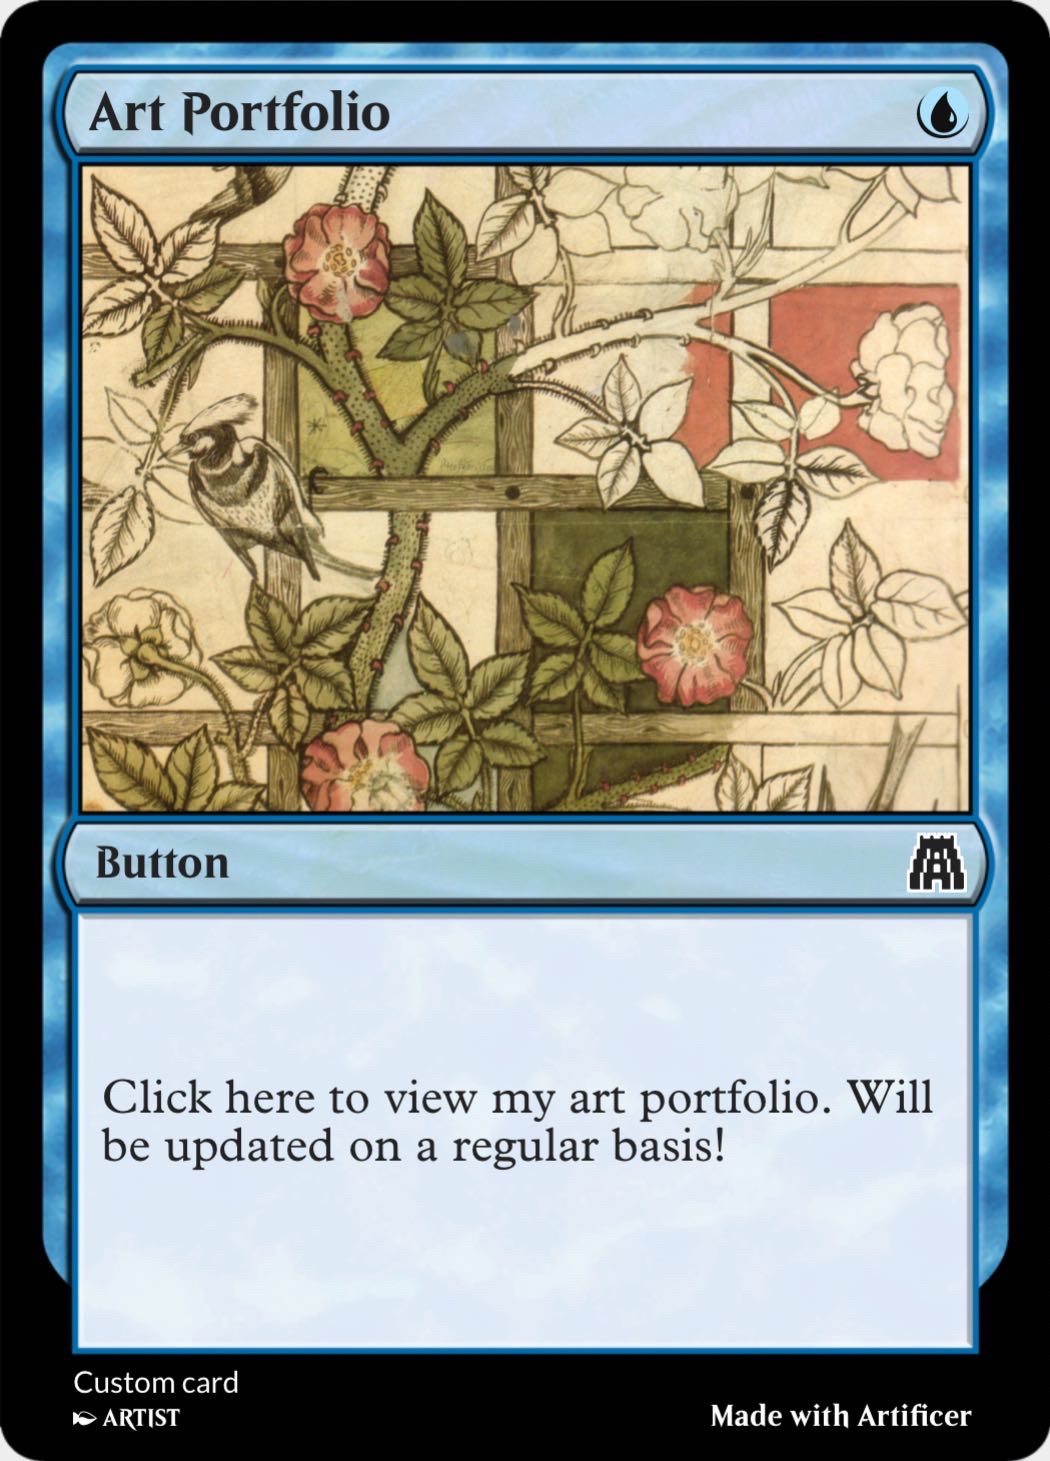 Art Portfolio
Button
Click here to view my art portfolio. Will
be updated on a regular basis!
Custom card
ARTIST
Made with Artificer